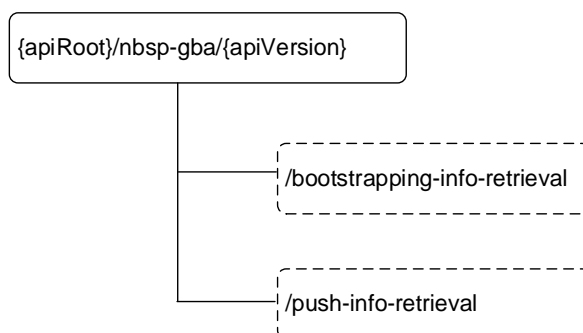 {apiRoot}/nbsp-gba/{apiVersion}
/bootstrapping-info-retrieval
/push-info-retrieval